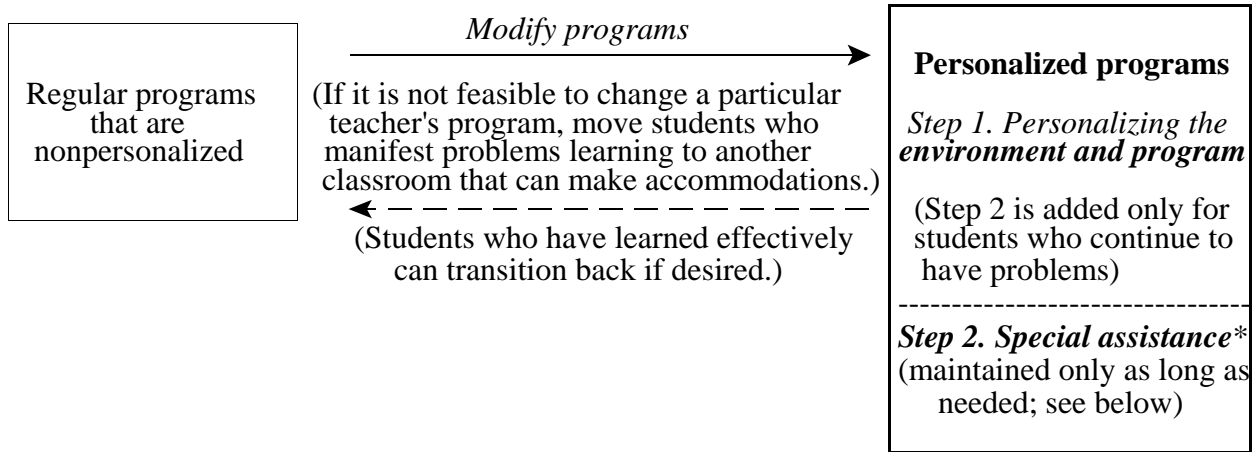 Regular programs
that are
nonpersonalized
Modify programs
(If it is not feasible to change a particular
teacher's program, move students who
manifest problems learning to another
classroom that can make accommodations.)
(Students who have learned effectively
can transition back if desired.)
Personalized programs
Step 1. Personalizing the
environment and program
(Step 2 is added only for
students who continue to
have problems)
Step 2. Special assistance*
(maintained only as long as
needed; see below)